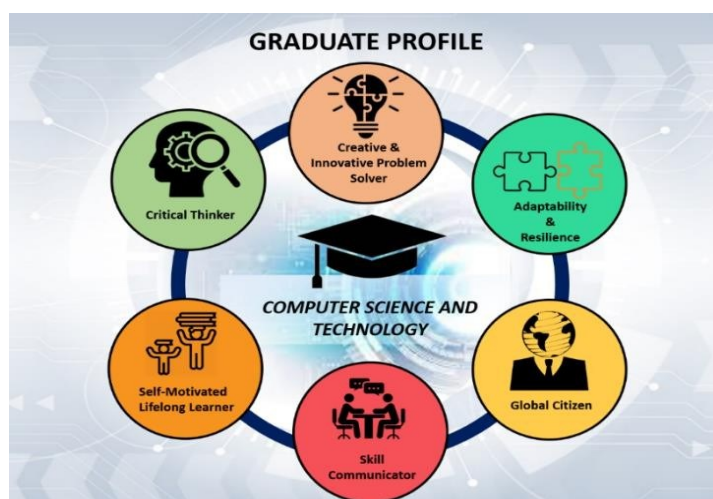 GRADUATE PROFILE
Creative &
Innovative Problem
Solver
Critical Thinker
Adaptability
&
Resilience
COMPUTER SCIENCE AND
TECHNOLOGY
Self-Motivated
Lifelong Learner
Global Citizen
Skill
Communicator